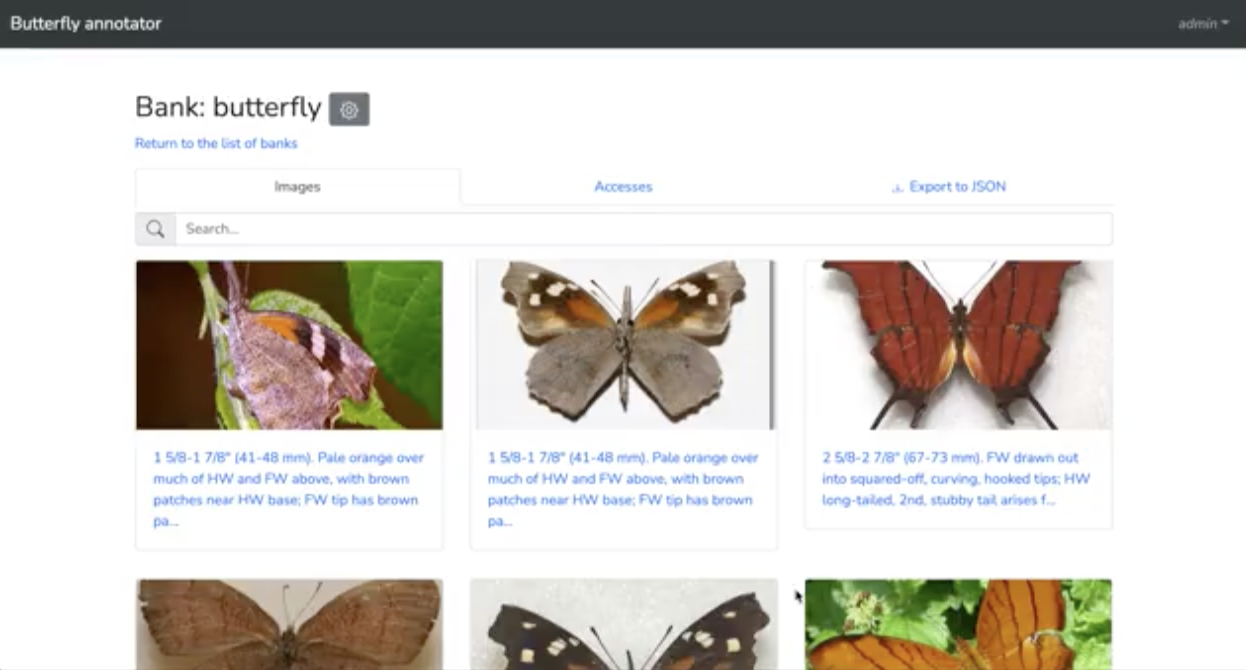 Butterfly annotator
admin
Bank: butterfly
Return to the list of banks
Images
Accesses
Export to JSON
Search...
1 5/8-1 7/8" (41-48 mm). Pale orange over
much of HW and FW above, with brown
patches near HW base; FW tip has brown
pa...
1 5/8-1 7/8" (41-48 mm). Pale orange over
much of HW and FW above, with brown
patches near HW base; FW tip has brown
pa...
2 5/8-2 7/8" (67-73 mm). FW drawn out
into squared-off, curving, hooked tips; HW
long-tailed, 2nd, stubby tail arises f...